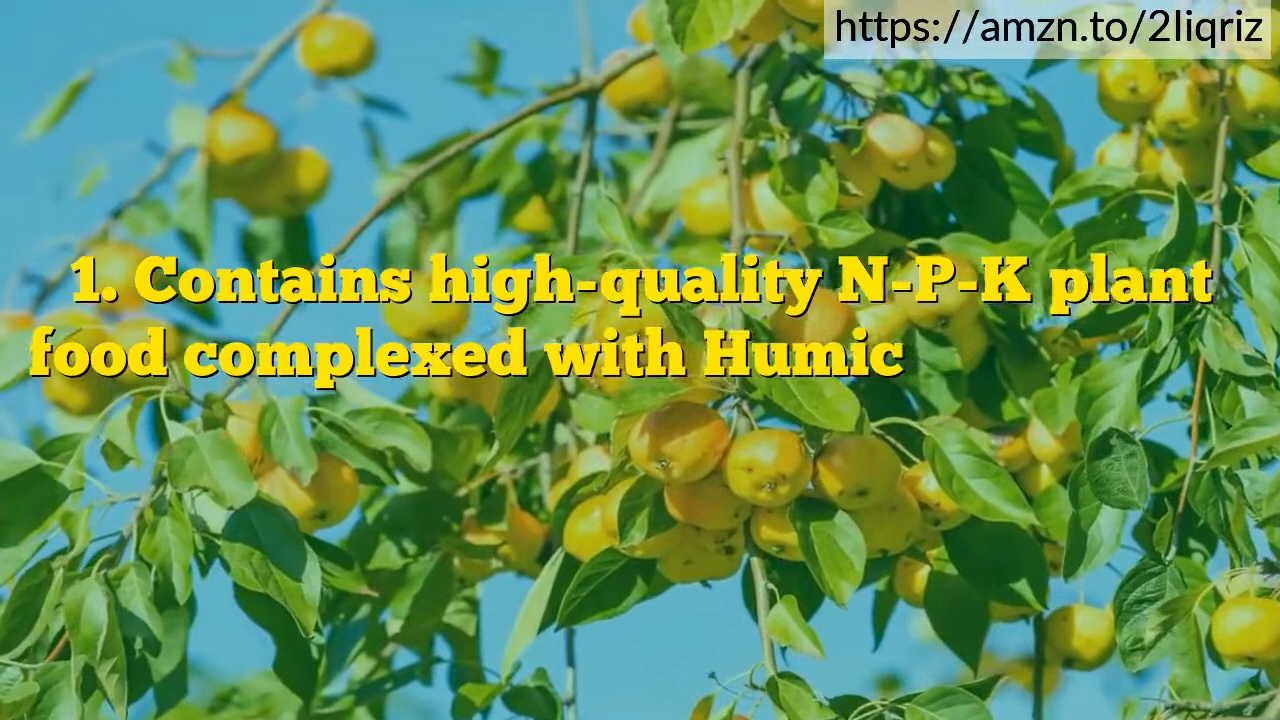 https://amzn.to/2liqriz
1. Contains high-quality N-P-K plant
food complexed with Humic